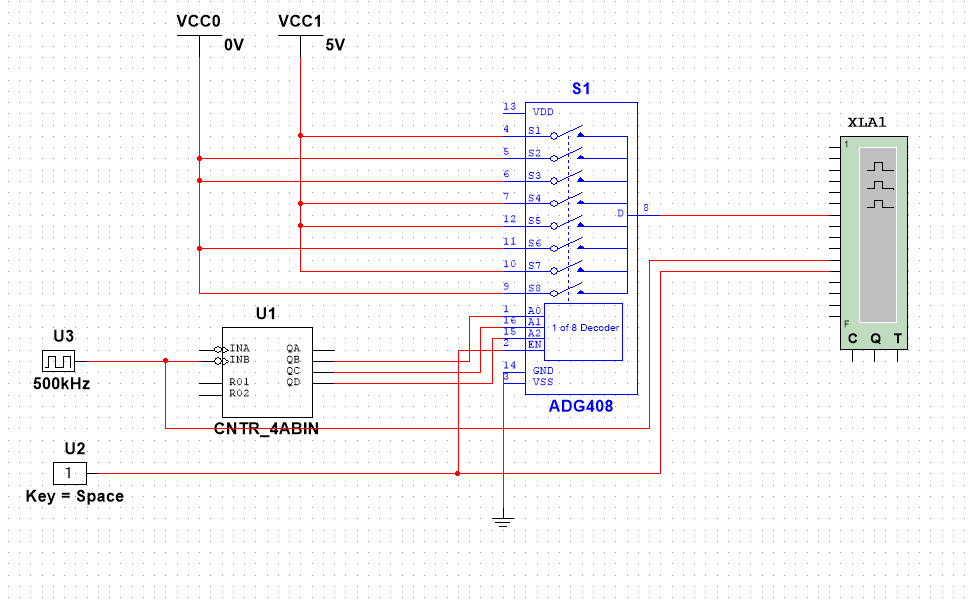 VCC0 VCC1
0V 5V
S1
13 VDD
4 S1
5 S2
6 S3
7 S4
12 S5
11 S6
10 S7
9 S8
D 8
1 A0
16 A1
15 A2
2 EN
1 of 8 Decoder
14 GND
3 VSS
ADG408
XLA1
1
F
C Q T
U3
500kHz
U1
INA QA
INB QB
QC
R01 QD
R02
CNTR_4ABIN
U2
1
Key = Space